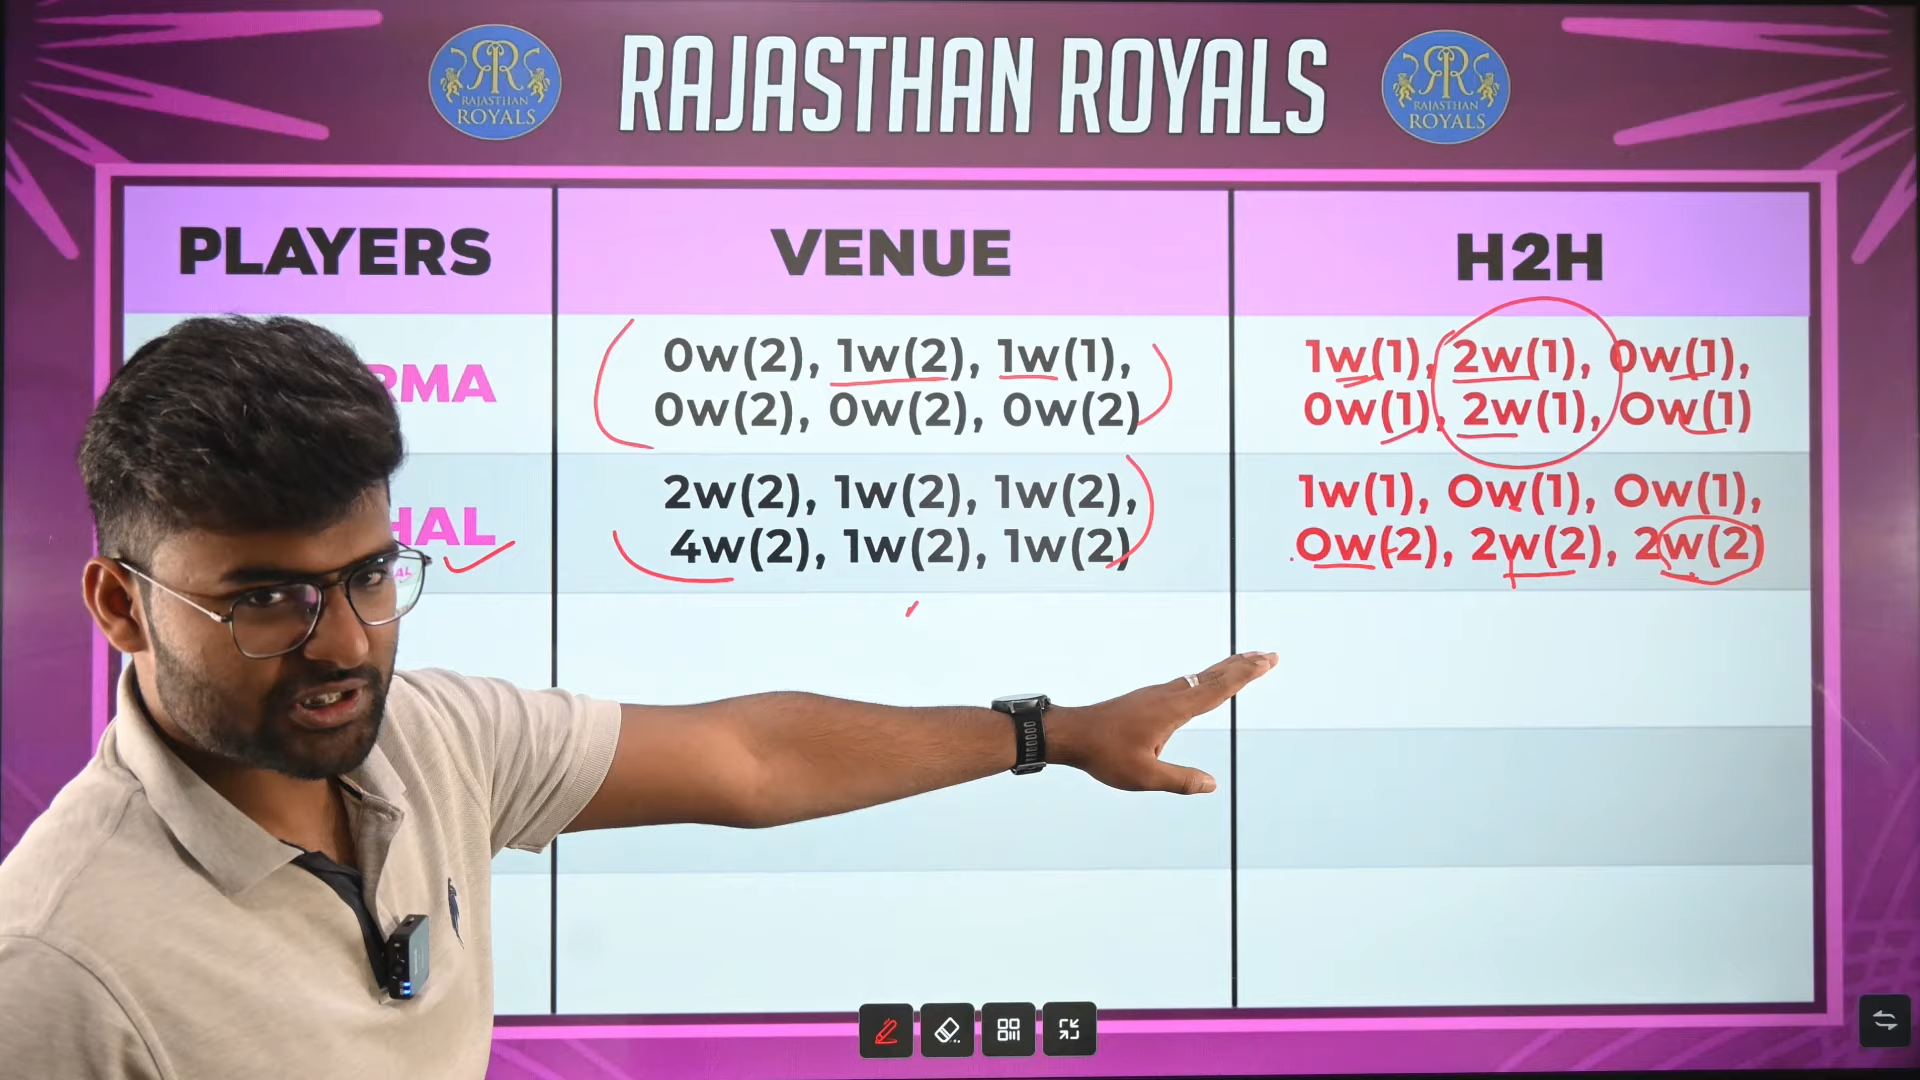 RAJASTHAN ROYALS
RAJASTHAN
ROYALS
RAJASTHAN
ROYALS
PLAYERS
VENUE
H2H
RMA
0w(2), 1w(2), 1w(1),
0w(2), 0w(2), 0w(2)
1w(1), 2w(1), 0w(1),
0w(1), 2w(1), 0w(1)
HAL
2w(2), 1w(2), 1w(2),
4w(2), 1w(2), 1w(2)
1w(1), 0w(1), 0w(1),
0w(2), 2w(2), 2w(2)